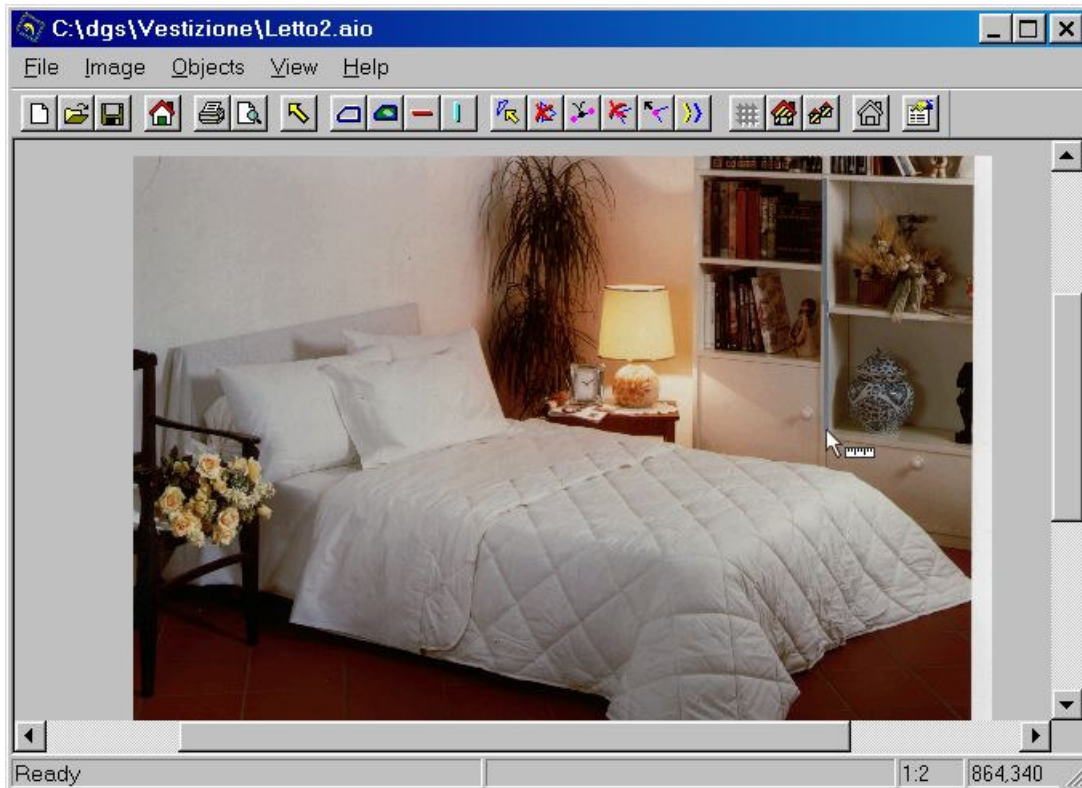 C:\dgs\Vestizione\Letto2.aio
File Image Objects View Help
Ready 1:2 864,340